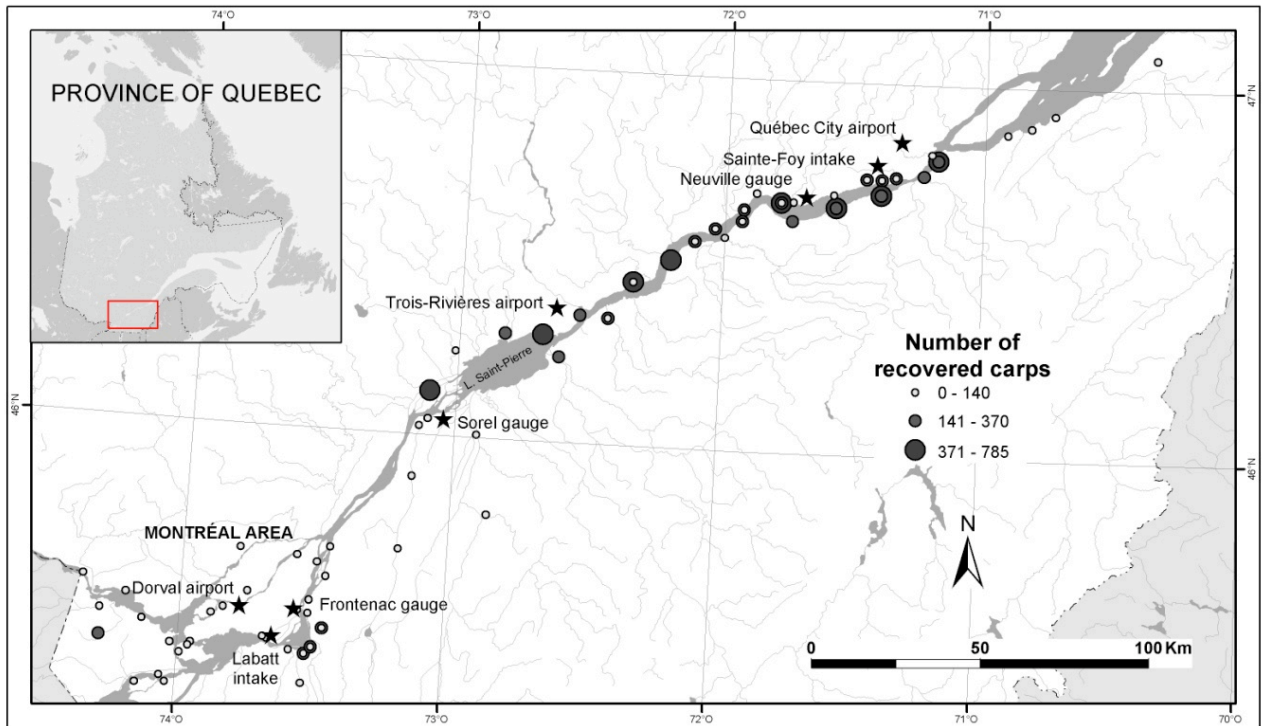 74°O
73°O
72°O
71°O
PROVINCE OF QUEBEC
47°N
Québec City airport
Sainte-Foy intake
Neuville gauge
Trois-Rivières airport
L. Saint-Pierre
Number of
recovered carps
0 - 140
141 - 370
371 - 785
46°N
Sorel gauge
46°N
MONTRÉAL AREA
N
Dorval airport
Frontenac gauge
Labatt
intake
0
50
100 Km
74°O
73°O
72°O
71°O
70°O